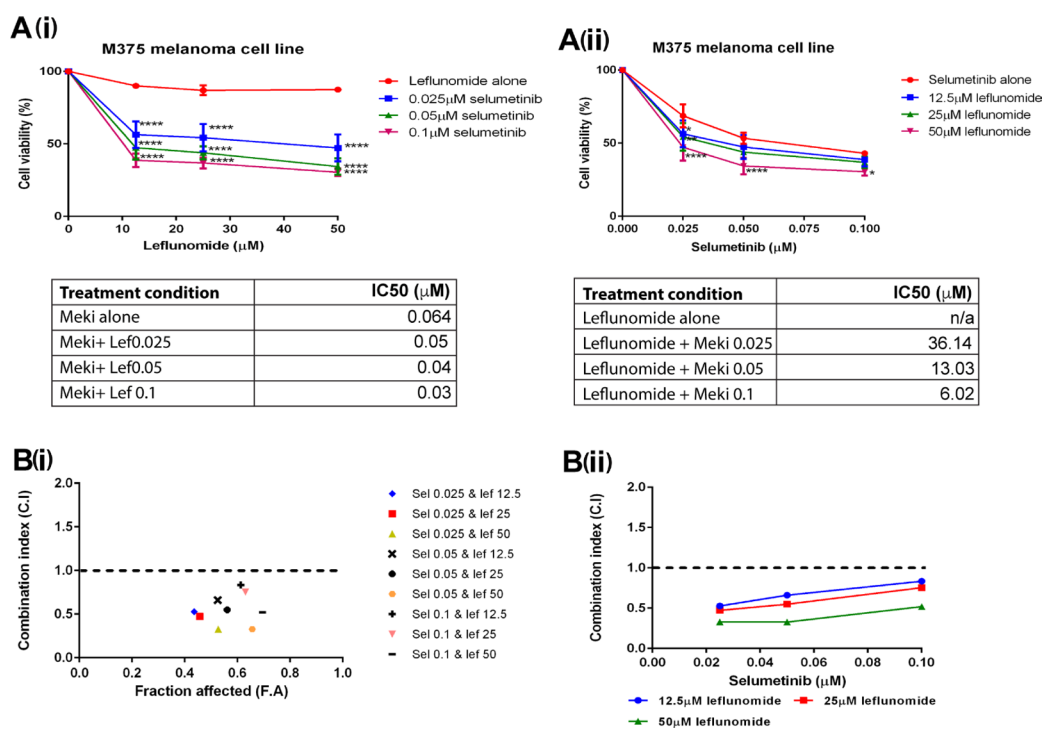 A(i)
M375 melanoma cell line
Cell viability (%)
100
50
0
0 10 20 30 40 50
Leflunomide (μM)
**** **** ****
**** **** ****
**** **** ****
Leflunomide alone
0.025μM selumetinib
0.05μM selumetinib
0.1μM selumetinib
A(ii)
M375 melanoma cell line
Cell viability (%)
100
50
0
0.000 0.025 0.050 0.075 0.100
Selumetinib (μM)
*
**
****
****
*
Selumetinib alone
12.5μM leflunomide
25μM leflunomide
50μM leflunomide
Treatment condition IC50 (μM)
Meki alone 0.064
Meki+ Lef0.025 0.05
Meki+ Lef0.05 0.04
Meki+ Lef 0.1 0.03
Treatment condition IC50 (μM)
Leflunomide alone n/a
Leflunomide + Meki 0.025 36.14
Leflunomide + Meki 0.05 13.03
Leflunomide + Meki 0.1 6.02
B(i)
Combination index (C.I)
2.0
1.5
1.0
0.5
0.0
0.0 0.2 0.4 0.6 0.8 1.0
Fraction affected (F.A)
Sel 0.025 & lef 12.5
Sel 0.025 & lef 25
Sel 0.025 & lef 50
Sel 0.05 & lef 12.5
Sel 0.05 & lef 25
Sel 0.05 & lef 50
Sel 0.1 & lef 12.5
Sel 0.1 & lef 25
Sel 0.1 & lef 50
B(ii)
Combination index (C.I)
2.0
1.5
1.0
0.5
0.0
0.00 0.02 0.04 0.06 0.08 0.10
Selumetinib (μM)
12.5μM leflunomide
25μM leflunomide
50μM leflunomide